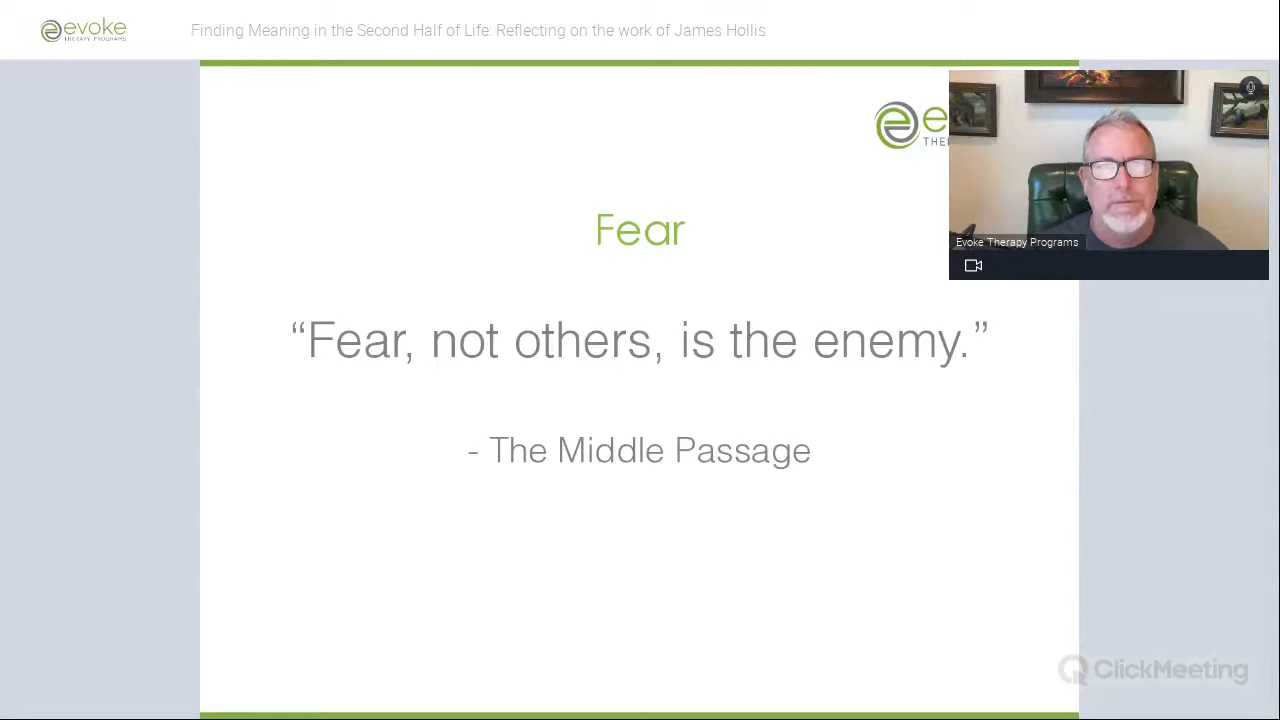 evoke
THERAPY PROGRAMS
Finding Meaning in the Second Half of Life: Reflecting on the work of James Hollis
e
THE
Fear
Evoke Therapy Programs
“Fear, not others, is the enemy.”
- The Middle Passage
ClickMeeting